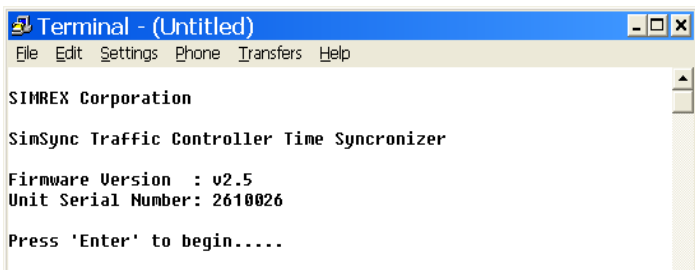 Terminal - (Untitled)
File Edit Settings Phone Transfers Help
SIMREX Corporation
SimSync Traffic Controller Time Syncronizer
Firmware Version  : v2.5
Unit Serial Number: 2610026
Press 'Enter' to begin.....